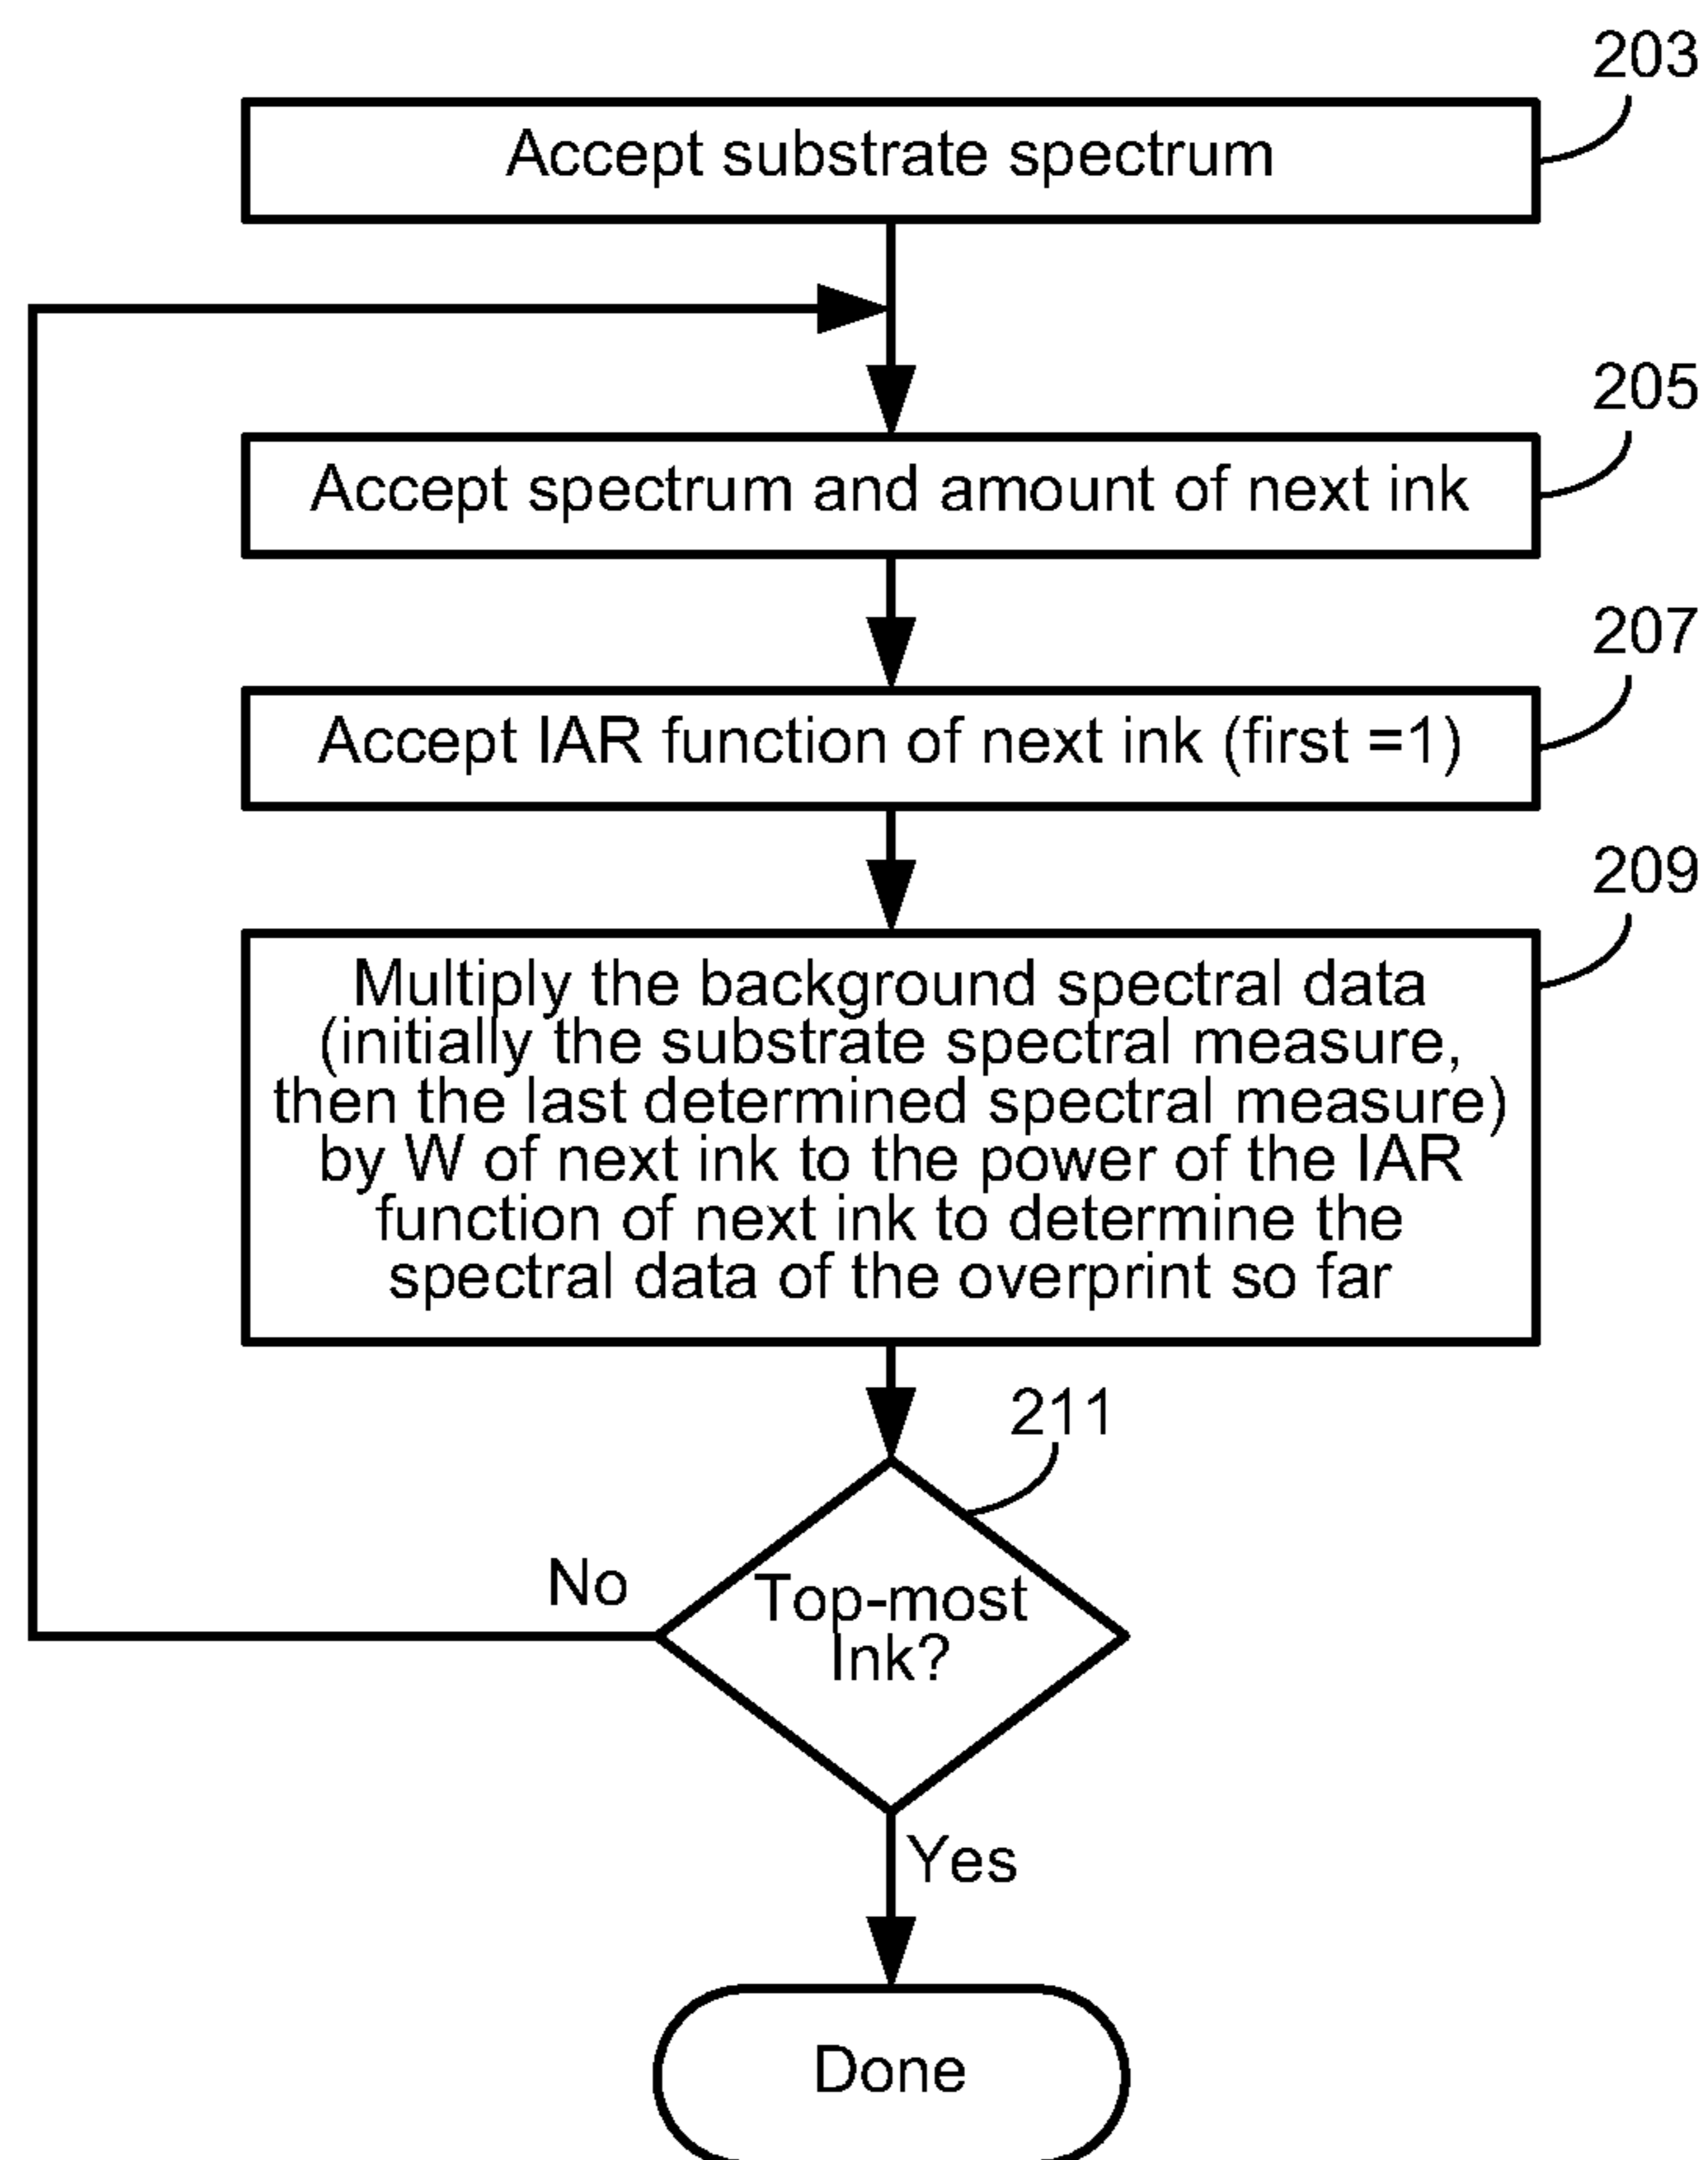 203
Accept substrate spectrum
205
Accept spectrum and amount of next ink
207
Accept IAR function of next ink (first =1)
209
Multiply the background spectral data
(initially the substrate spectral measure,
then the last determined spectral measure)
by W of next ink to the power of the IAR
function of next ink to determine the
spectral data of the overprint so far
211
No
Top-most
Ink?
Yes
Done